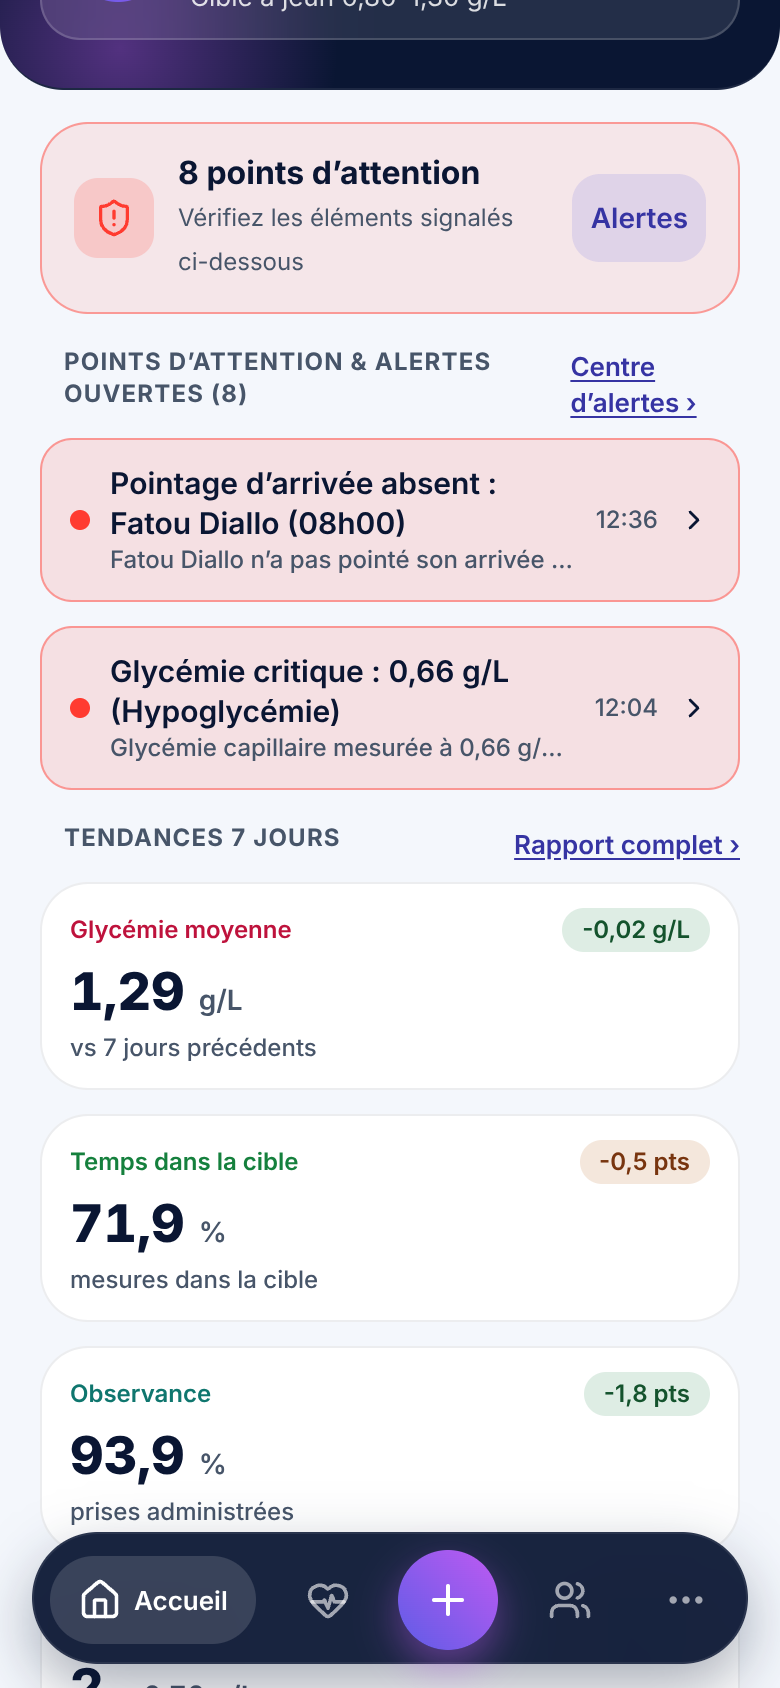 8 points d’attention
Vérifiez les éléments signalés
ci-dessous
Alertes
POINTS D’ATTENTION & ALERTES
OUVERTES (8)
Centre
d’alertes ›
Pointage d’arrivée absent :
Fatou Diallo (08h00)
Fatou Diallo n’a pas pointé son arrivée ...
12:36
Glycémie critique : 0,66 g/L
(Hypoglycémie)
Glycémie capillaire mesurée à 0,66 g/...
12:04
TENDANCES 7 JOURS
Rapport complet ›
Glycémie moyenne
-0,02 g/L
1,29 g/L
vs 7 jours précédents
Temps dans la cible
-0,5 pts
71,9 %
mesures dans la cible
Observance
-1,8 pts
93,9 %
prises administrées
Accueil